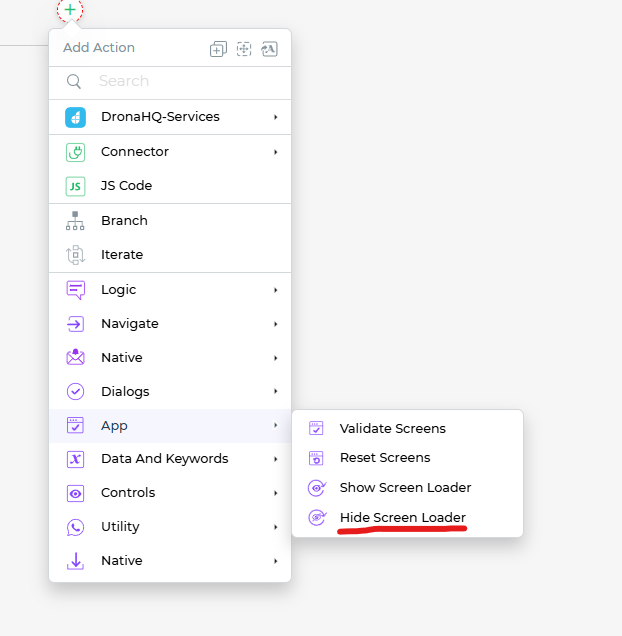 Add Action
Search
DronaHQ-Services
Connector
JS
JS Code
Branch
Iterate
Logic
Navigate
Native
Dialogs
App
Validate Screens
Reset Screens
Show Screen Loader
Hide Screen Loader
x
Data And Keywords
Controls
Utility
Native